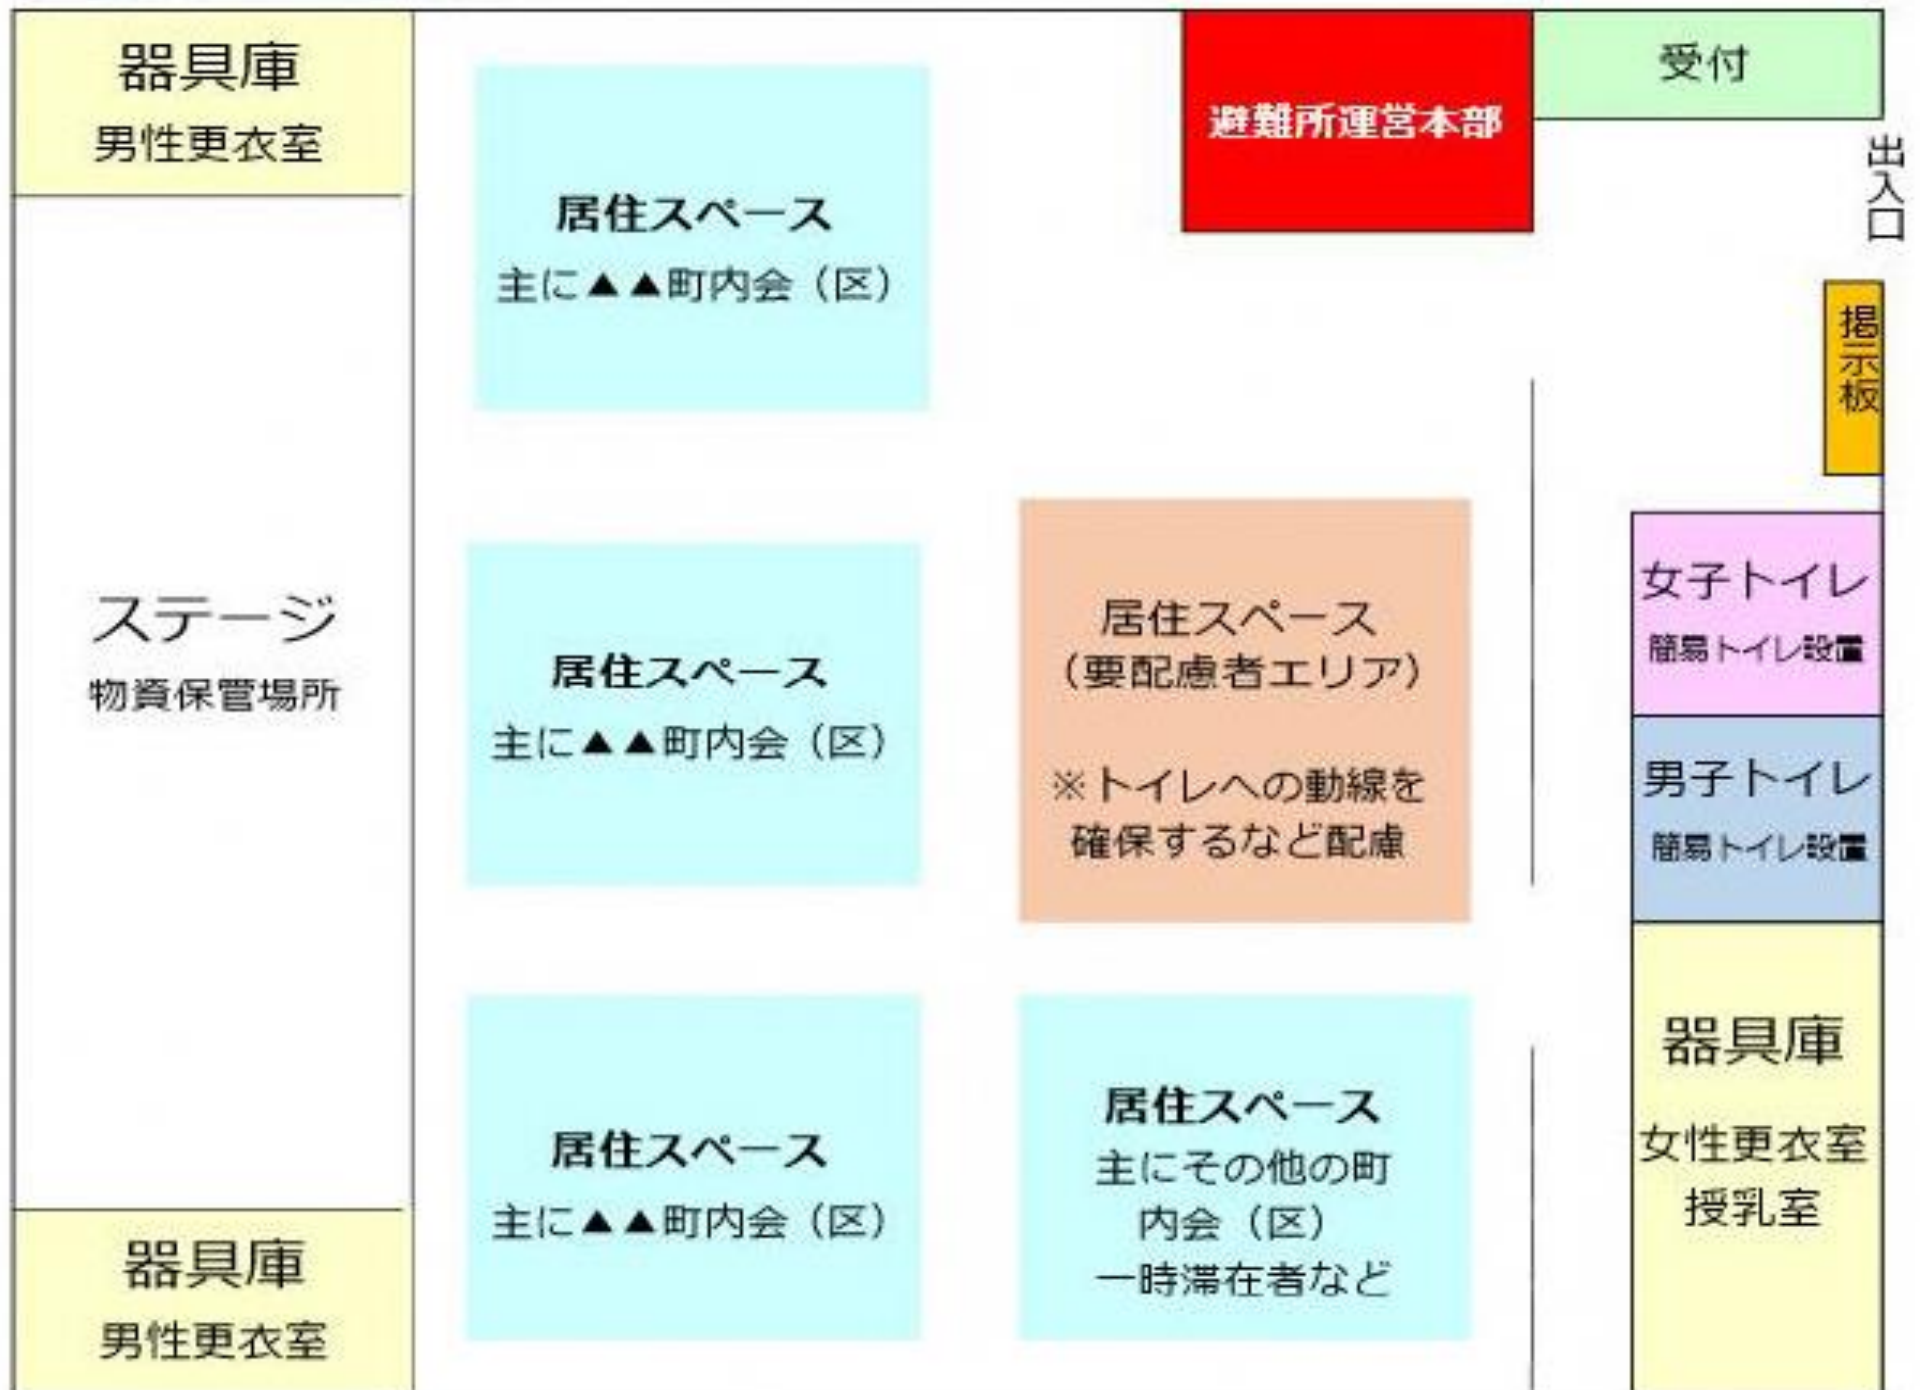 器具庫
男性更衣室
ステージ
物資保管場所
器具庫
男性更衣室
居住スペース
主に▲▲町内会（区）
居住スペース
主に▲▲町内会（区）
居住スペース
主に▲▲町内会（区）
避難所運営本部
受付
出入口
掲示板
居住スペース
（要配慮者エリア）
※トイレへの動線を
確保するなど配慮
居住スペース
主にその他の町
内会（区）
一時滞在者など
女子トイレ
簡易トイレ設置
男子トイレ
簡易トイレ設置
器具庫
女性更衣室
授乳室